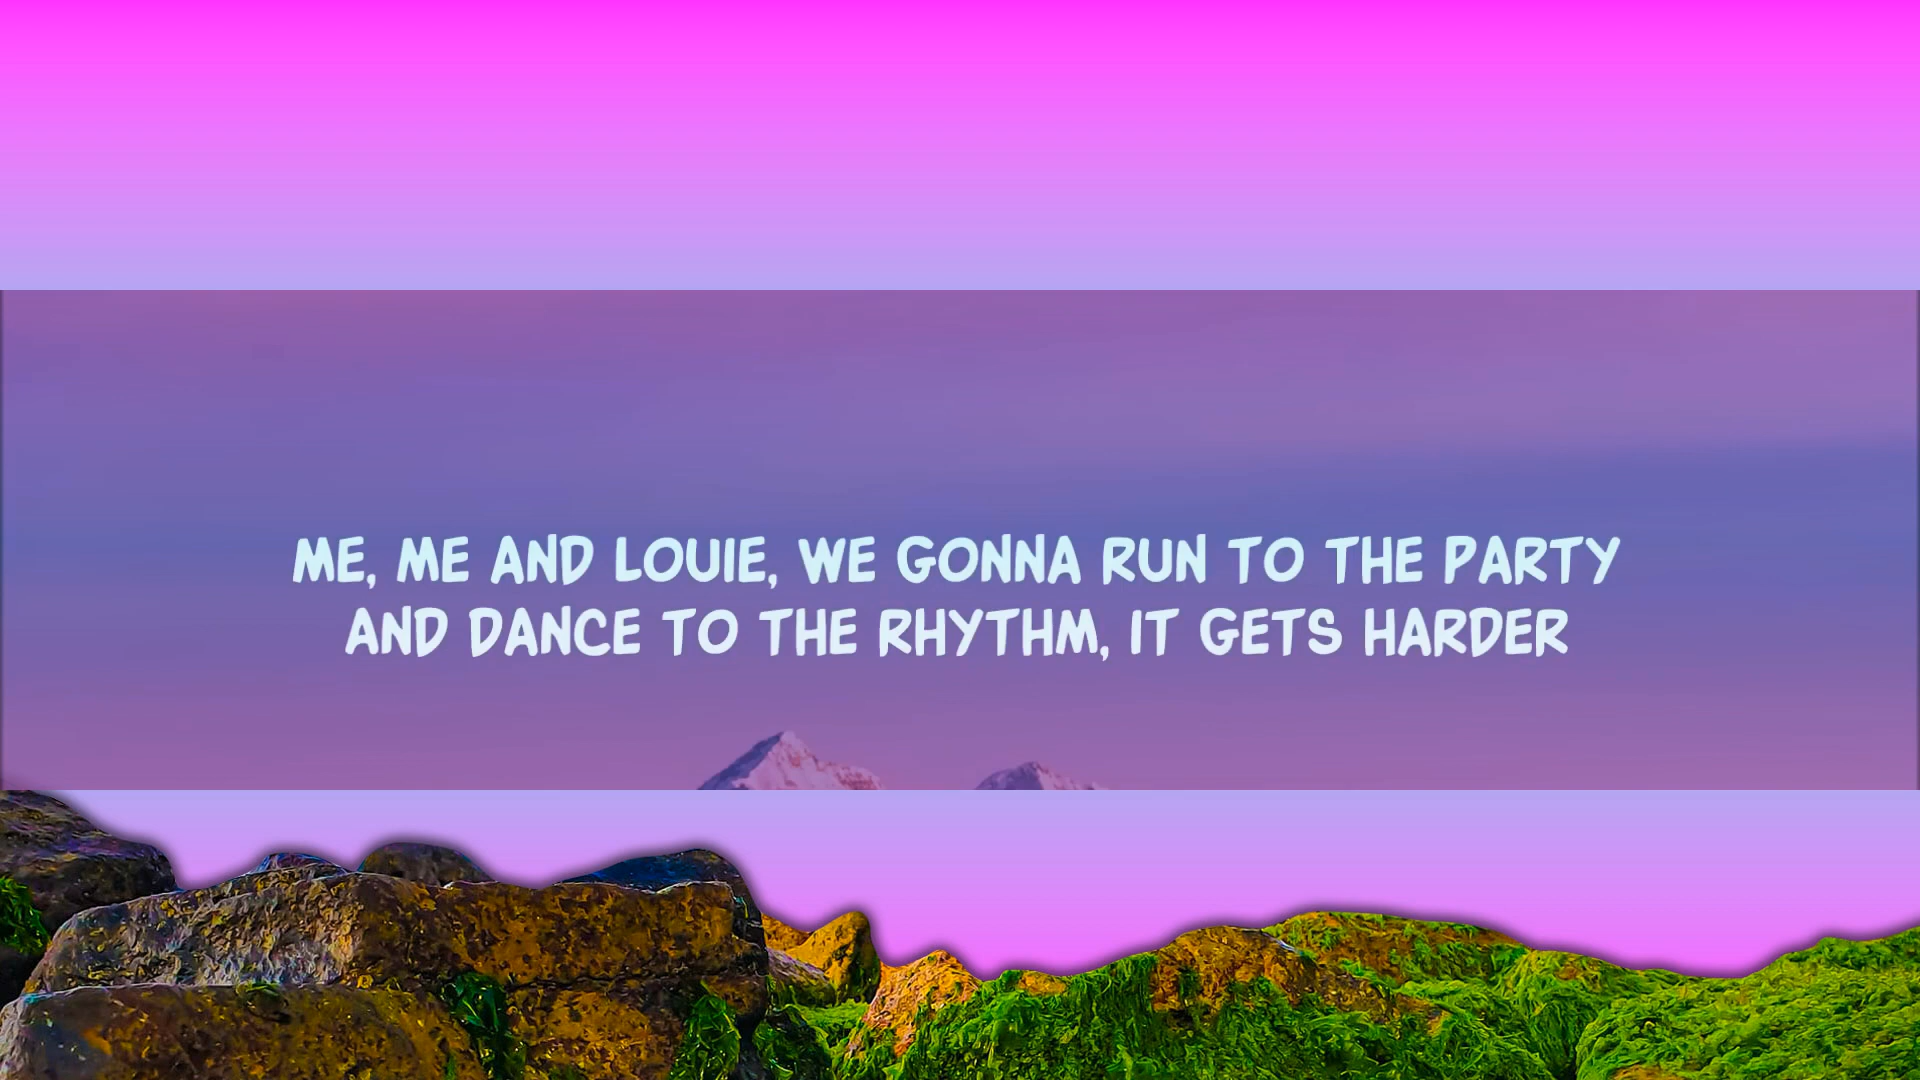 ME, ME AND LOUIE, WE GONNA RUN TO THE PARTY
AND DANCE TO THE RHYTHM, IT GETS HARDER